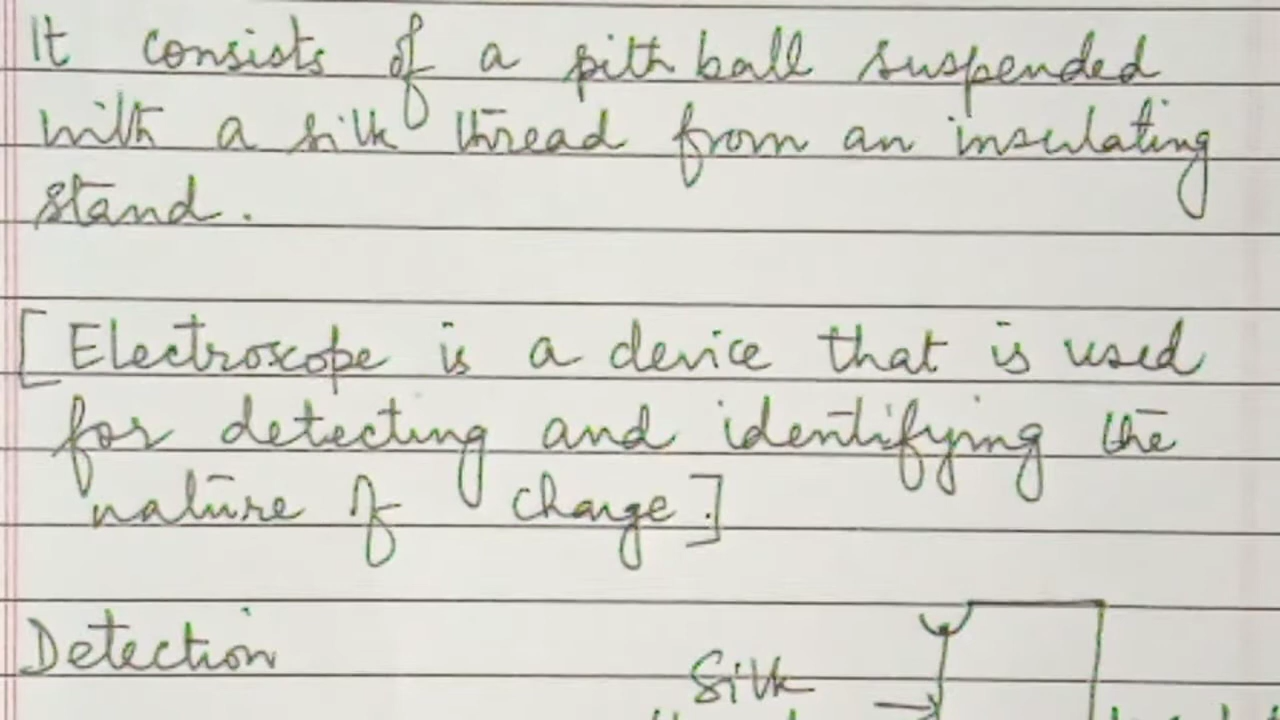 It consists of a pith ball suspended
with a silk thread from an insulating
stand.
[Electroscope is a device that is used
for detecting and identifying the
nature of charge.]
Detection
Silk